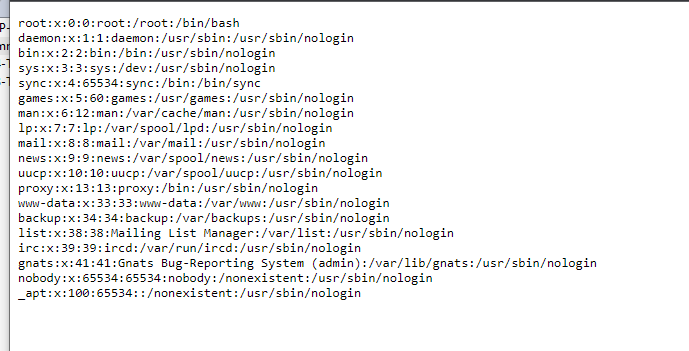 root:x:0:0:root:/root:/bin/bash
daemon:x:1:1:daemon:/usr/sbin:/usr/sbin/nologin
bin:x:2:2:bin:/bin:/usr/sbin/nologin
sys:x:3:3:sys:/dev:/usr/sbin/nologin
sync:x:4:65534:sync:/bin:/bin/sync
games:x:5:60:games:/usr/games:/usr/sbin/nologin
man:x:6:12:man:/var/cache/man:/usr/sbin/nologin
lp:x:7:7:lp:/var/spool/lpd:/usr/sbin/nologin
mail:x:8:8:mail:/var/mail:/usr/sbin/nologin
news:x:9:9:news:/var/spool/news:/usr/sbin/nologin
uucp:x:10:10:uucp:/var/spool/uucp:/usr/sbin/nologin
proxy:x:13:13:proxy:/bin:/usr/sbin/nologin
www-data:x:33:33:www-data:/var/www:/usr/sbin/nologin
backup:x:34:34:backup:/var/backups:/usr/sbin/nologin
list:x:38:38:Mailing List Manager:/var/list:/usr/sbin/nologin
irc:x:39:39:ircd:/var/run/ircd:/usr/sbin/nologin
gnats:x:41:41:Gnats Bug-Reporting System (admin):/var/lib/gnats:/usr/sbin/nologin
nobody:x:65534:65534:nobody:/nonexistent:/usr/sbin/nologin
_apt:x:100:65534::/nonexistent:/usr/sbin/nologin